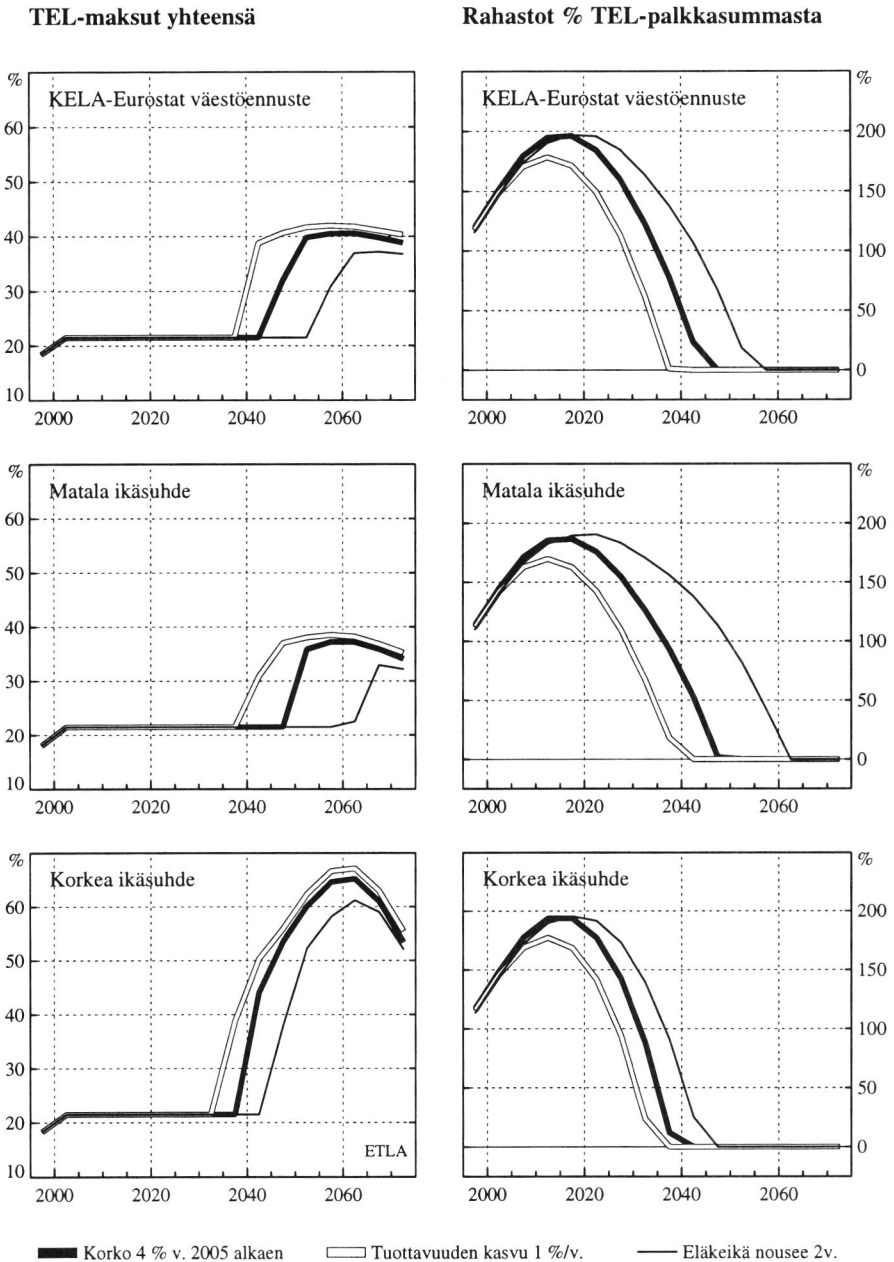 TEL-maksut yhteensä
Rahastot % TEL-palkkasummasta
%
KELA-Eurostat väestöennuste
60
50
40
30
20
10
2000 2020 2040 2060
%
KELA-Eurostat väestöennuste
200
150
100
50
0
2000 2020 2040 2060
%
Matala ikäsuhde
60
50
40
30
20
10
2000 2020 2040 2060
%
Matala ikäsuhde
200
150
100
50
0
2000 2020 2040 2060
%
Korkea ikäsuhde
60
50
40
30
20
10
ETLA
2000 2020 2040 2060
%
Korkea ikäsuhde
200
150
100
50
0
2000 2020 2040 2060
Korko 4 % v. 2005 alkaen
Tuottavuuden kasvu 1 %/v.
Eläkeikä nousee 2v.